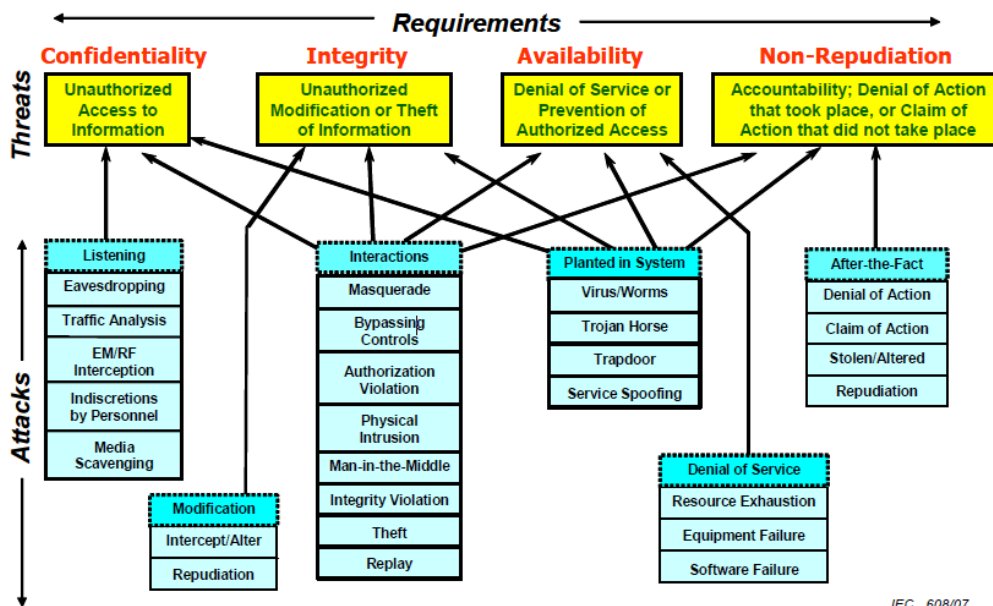 Requirements
Confidentiality
Integrity
Availability
Non-Repudiation
Threats
Unauthorized
Access to
Information
Unauthorized
Modification or Theft
of Information
Denial of Service or
Prevention of
Authorized Access
Accountability; Denial of Action
that took place, or Claim of
Action that did not take place
Attacks
Listening
Eavesdropping
Traffic Analysis
EM/RF
Interception
Indiscretions
by Personnel
Media
Scavenging
Modification
Intercept/Alter
Repudiation
Interactions
Masquerade
Bypassing
Controls
Authorization
Violation
Physical
Intrusion
Man-in-the-Middle
Integrity Violation
Theft
Replay
Planted in System
Virus/Worms
Trojan Horse
Trapdoor
Service Spoofing
Denial of Service
Resource Exhaustion
Equipment Failure
Software Failure
After-the-Fact
Denial of Action
Claim of Action
Stolen/Altered
Repudiation
IEC 608/07